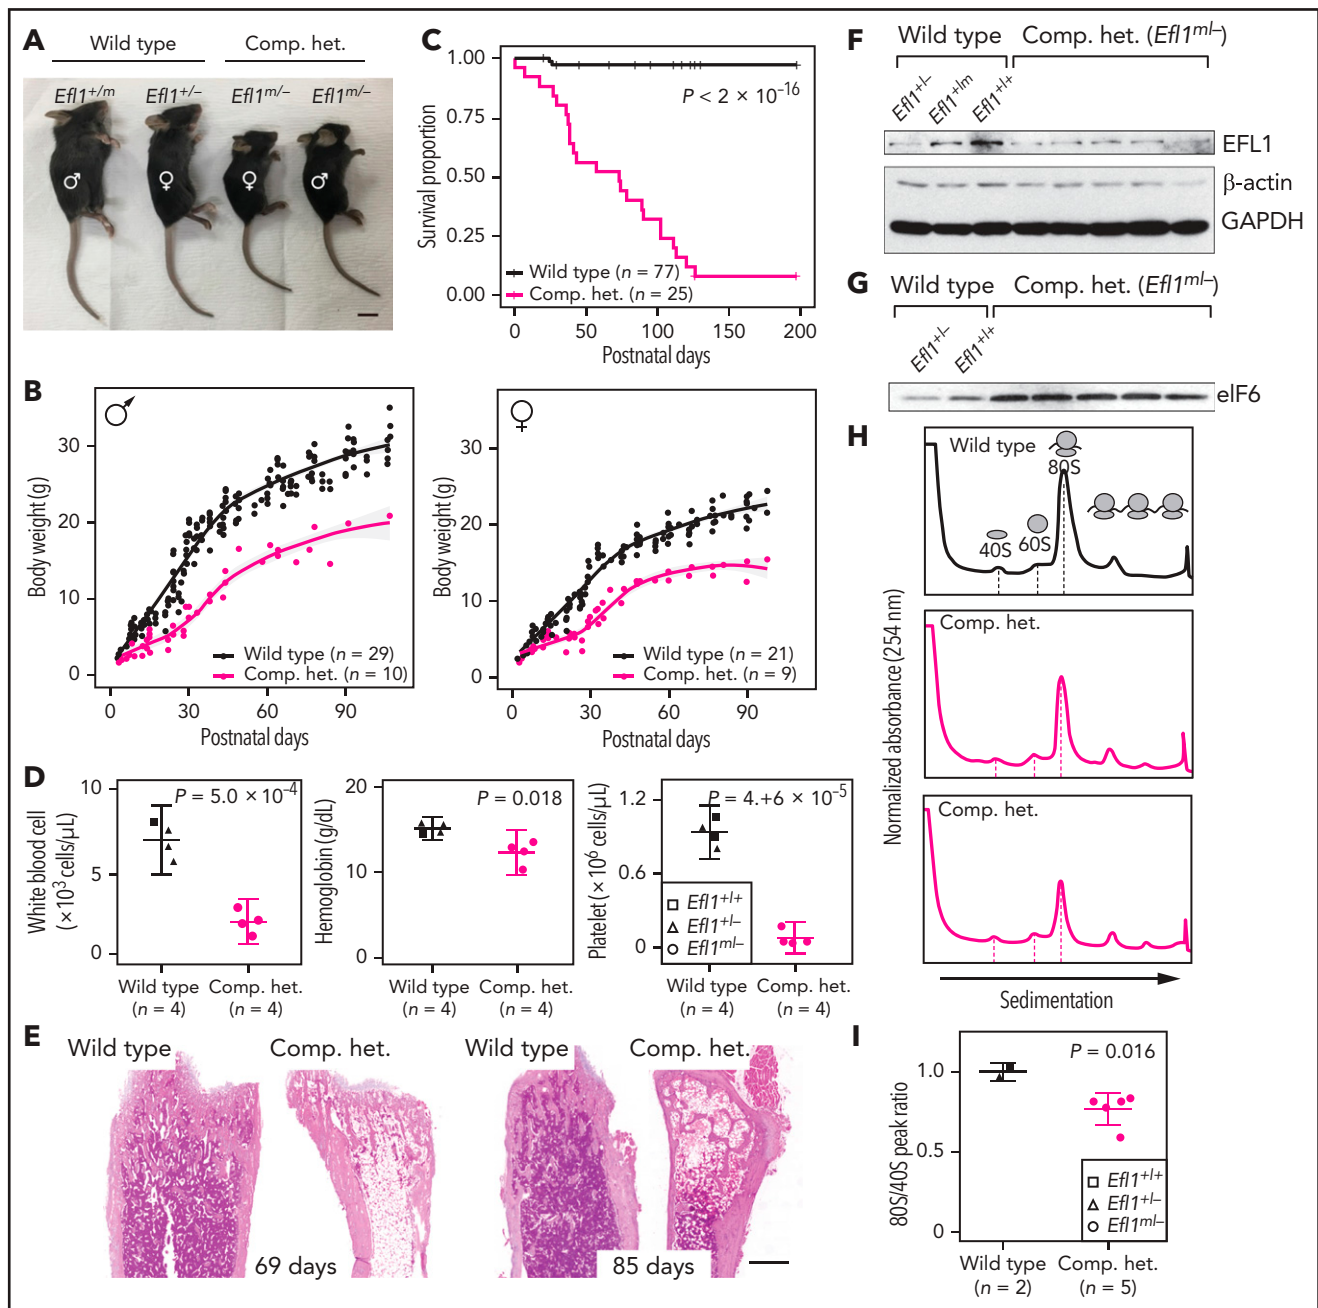 A
Wild type
Comp. het.
Efl1+/m
Efl1+/–
Efl1m/–
Efl1m/–
♂
♀
♀
♂
B
♂
Body weight (g)
30
20
10
0
Wild type (n = 29)
Comp. het. (n = 10)
0
30
60
90
Postnatal days
♀
Body weight (g)
30
20
10
0
Wild type (n = 21)
Comp. het. (n = 9)
0
30
60
90
Postnatal days
C
Survival proportion
1.00
0.75
0.50
0.25
0.00
P < 2 × 10–16
Wild type (n = 77)
Comp. het. (n = 25)
0
50
100
150
200
Postnatal days
D
White blood cell
(×103 cells/µL)
10
5
0
P = 5.0 ×10–4
Wild type
(n = 4)
Comp. het.
(n = 4)
Hemoglobin (g/dL)
20
10
0
P = 0.018
Wild type
(n = 4)
Comp. het.
(n = 4)
Platelet (×106 cells/µL)
1.2
0.6
0
P = 4.+6 × 10–5
Efl1+/+
Efl1+l–
Efl1ml–
Wild type
(n = 4)
Comp. het.
(n = 4)
E
Wild type
Comp. het.
69 days
Wild type
Comp. het.
85 days
F
Wild type
Comp. het. (Efl1ml–)
Efl1+l–
Efl1+lm
Efl1+l+
EFL1
β-actin
GAPDH
G
Wild type
Comp. het. (Efl1ml–)
Efl1+l–
Efl1+l+
eIF6
H
Normalized absorbance (254 nm)
Wild type
40S
60S
80S
Comp. het.
Comp. het.
Sedimentation
I
80S/40S peak ratio
1.0
0.5
0
P = 0.016
Efl1+l+
Efl1+l–
Efl1ml–
Wild type
(n = 2)
Comp. het.
(n = 5)